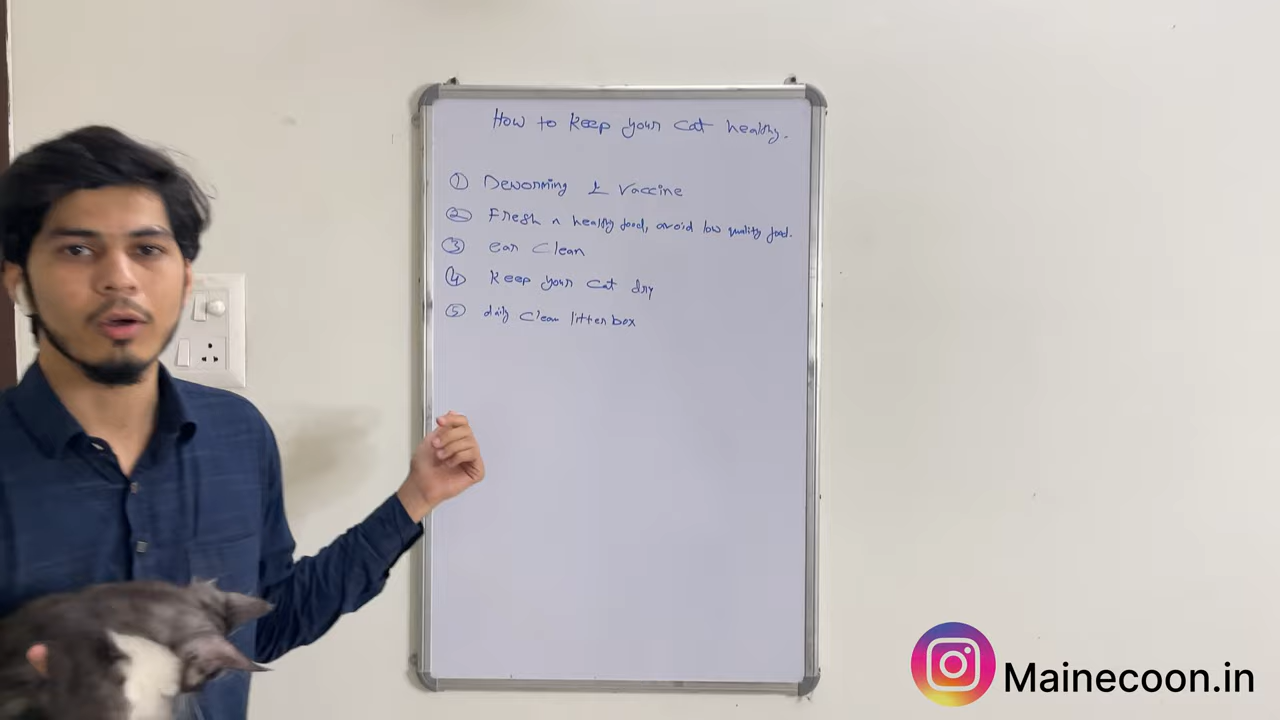 How to keep your cat healthy.
① Deworming & Vaccine
② Fresh n healthy food, avoid low quality food.
③ ear clean
④ keep your cat dry
⑤ daily clean litter box
Mainecoon.in